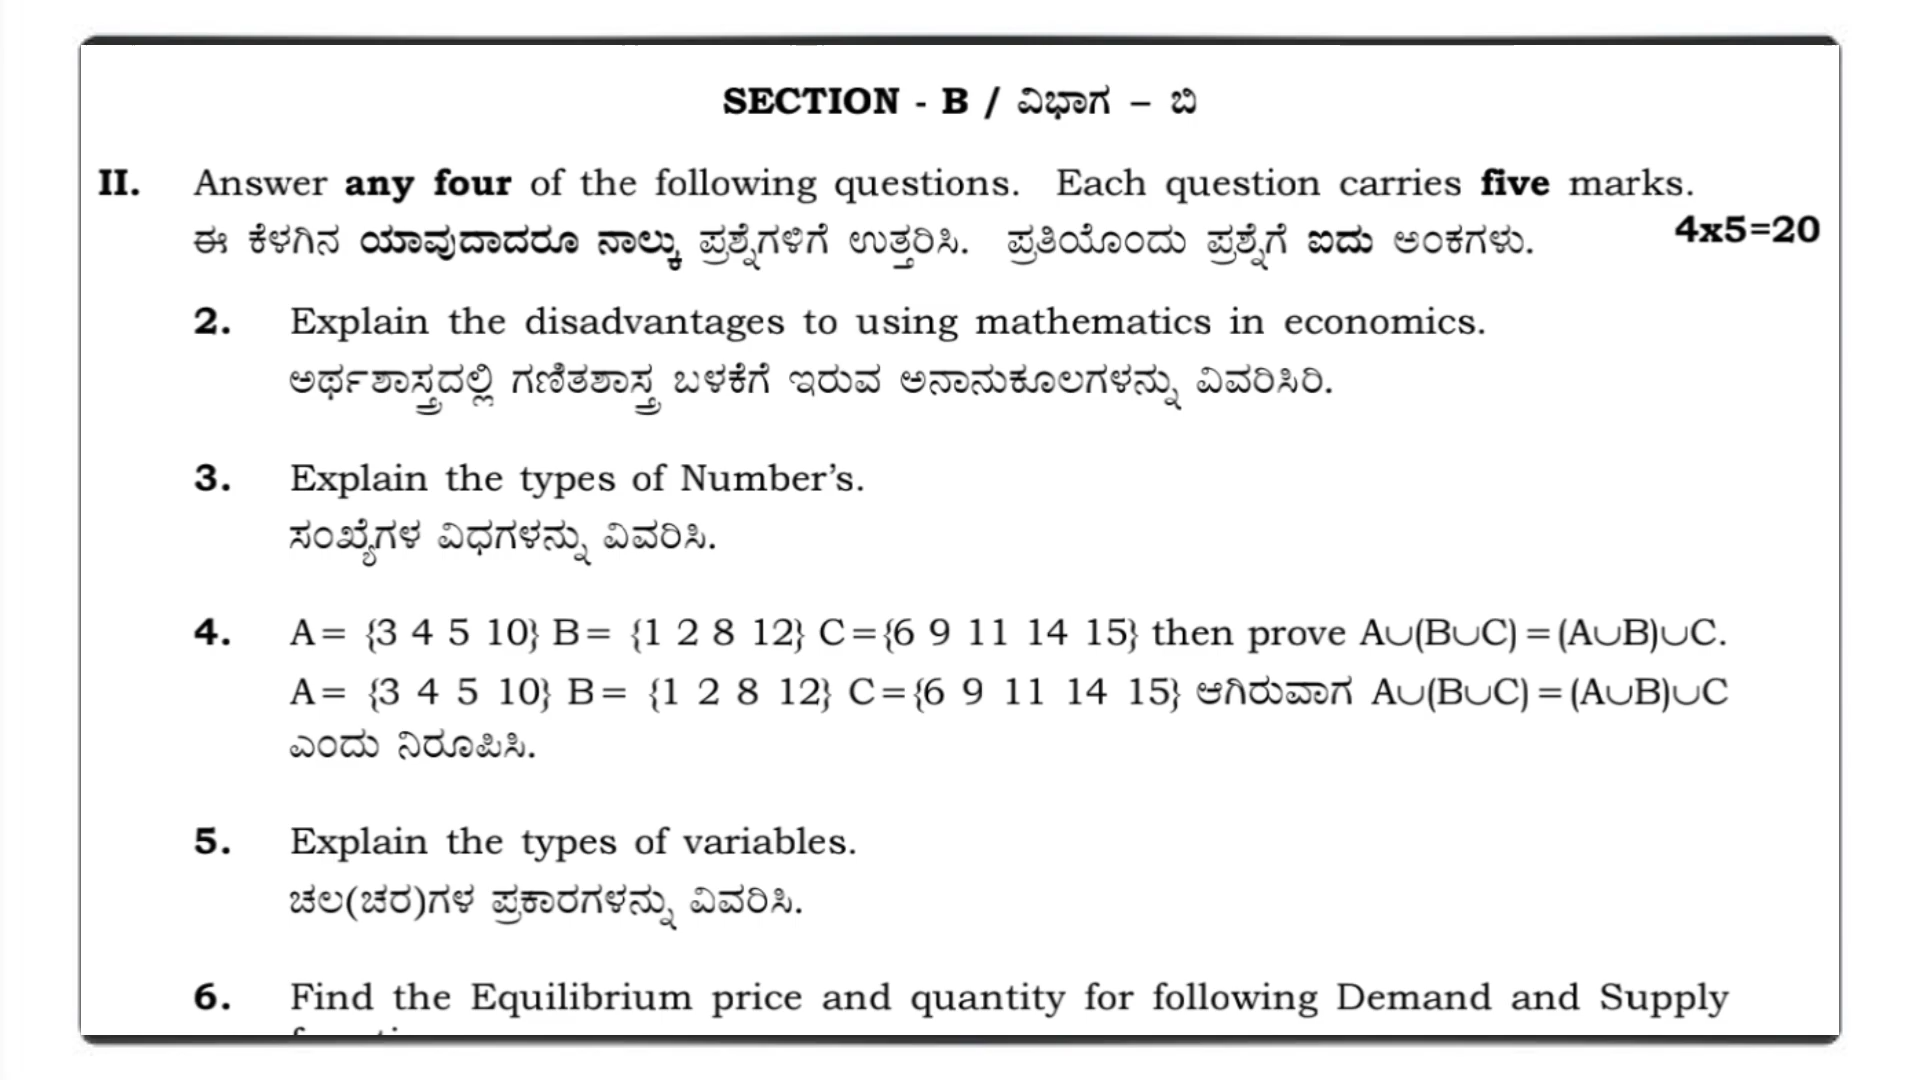 SECTION - B / ವಿಭಾಗ – ಬಿ
II. Answer any four of the following questions. Each question carries five marks.
ಈ ಕೆಳಗಿನ ಯಾವುದಾದರೂ ನಾಲ್ಕು ಪ್ರಶ್ನೆಗಳಿಗೆ ಉತ್ತರಿಸಿ. ಪ್ರತಿಯೊಂದು ಪ್ರಶ್ನೆಗೆ ಐದು ಅಂಕಗಳು. 4x5=20
2. Explain the disadvantages to using mathematics in economics.
ಅರ್ಥಶಾಸ್ತ್ರದಲ್ಲಿ ಗಣಿತಶಾಸ್ತ್ರ ಬಳಕೆಗೆ ಇರುವ ಅನಾನುಕೂಲಗಳನ್ನು ವಿವರಿಸಿರಿ.
3. Explain the types of Number’s.
ಸಂಖ್ಯೆಗಳ ವಿಧಗಳನ್ನು ವಿವರಿಸಿ.
4. A= {3 4 5 10} B= {1 2 8 12} C={6 9 11 14 15} then prove A∪(B∪C)=(A∪B)∪C.
A= {3 4 5 10} B= {1 2 8 12} C={6 9 11 14 15} ಆಗಿರುವಾಗ A∪(B∪C)=(A∪B)∪C
ಎಂದು ನಿರೂಪಿಸಿ.
5. Explain the types of variables.
ಚಲ(ಚರ)ಗಳ ಪ್ರಕಾರಗಳನ್ನು ವಿವರಿಸಿ.
6. Find the Equilibrium price and quantity for following Demand and Supply